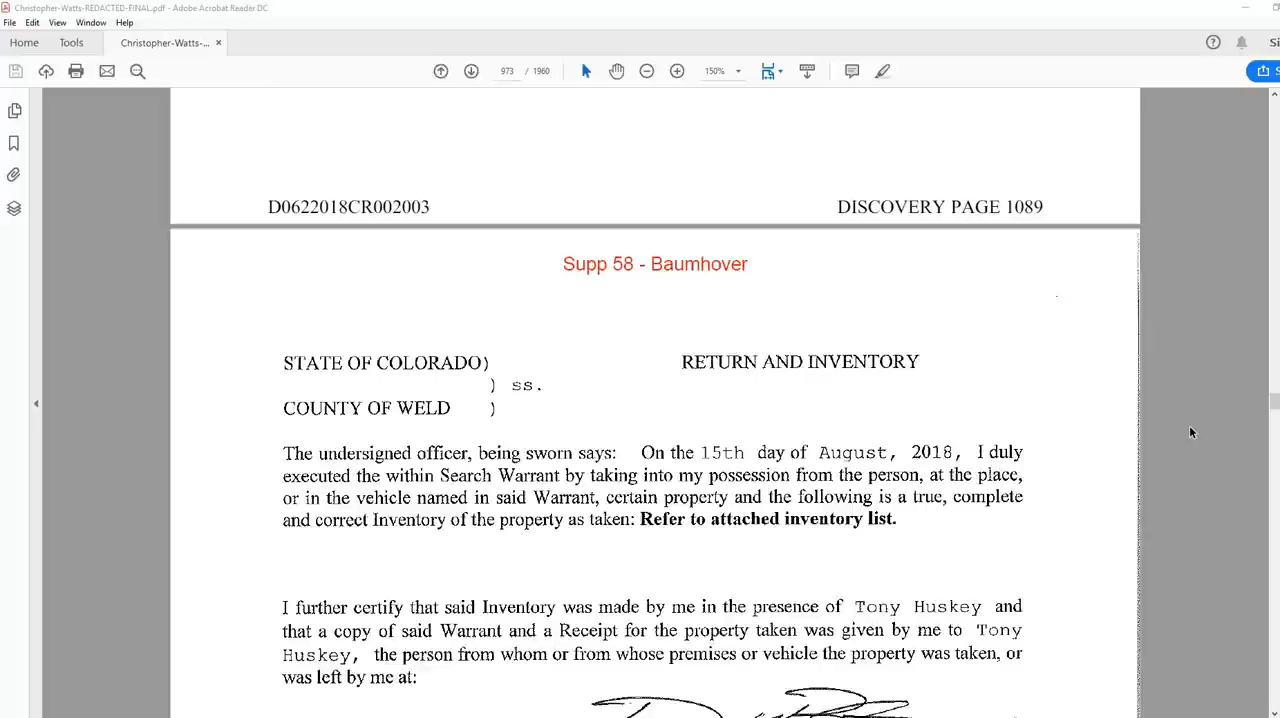 Christopher-Watts-REDACTED-FINAL.pdf - Adobe Acrobat Reader DC
File Edit View Window Help
Home Tools Christopher-Watts-... ×
973 / 1960 150%
D0622018CR002003 DISCOVERY PAGE 1089
Supp 58 - Baumhover
STATE OF COLORADO) RETURN AND INVENTORY
) ss.
COUNTY OF WELD )
The undersigned officer, being sworn says: On the 15th day of August, 2018, I duly
executed the within Search Warrant by taking into my possession from the person, at the place,
or in the vehicle named in said Warrant, certain property and the following is a true, complete
and correct Inventory of the property as taken: Refer to attached inventory list.
I further certify that said Inventory was made by me in the presence of Tony Huskey and
that a copy of said Warrant and a Receipt for the property taken was given by me to Tony
Huskey, the person from whom or from whose premises or vehicle the property was taken, or
was left by me at: